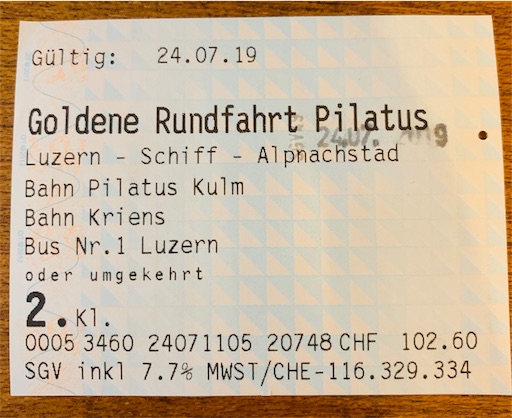 Gültig: 24.07.19
Goldene Rundfahrt Pilatus
Luzern - Schiff - Alpnachstad
Bahn Pilatus Kulm
Bahn Kriens
Bus Nr.1 Luzern
oder umgekehrt
2. Kl.
0005 3460 24071105 20748 CHF 102.60
SGV inkl 7.7% MWST/CHE-116.329.334